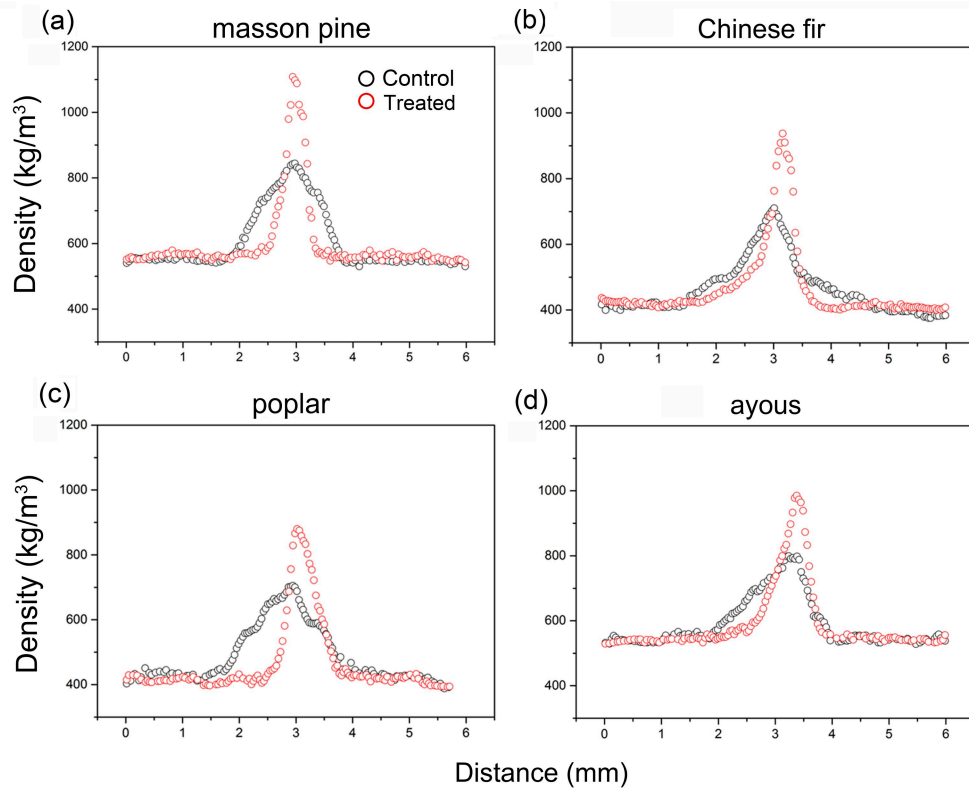 (a)
masson pine
(b)
Chinese fir
1200
1000
800
600
400
0 1 2 3 4 5 6
Control
Treated
Density (kg/m³)
1200
1000
800
600
400
0 1 2 3 4 5 6
(c)
poplar
(d)
ayous
1200
1000
800
600
400
0 1 2 3 4 5 6
Density (kg/m³)
1200
1000
800
600
400
0 1 2 3 4 5 6
Distance (mm)